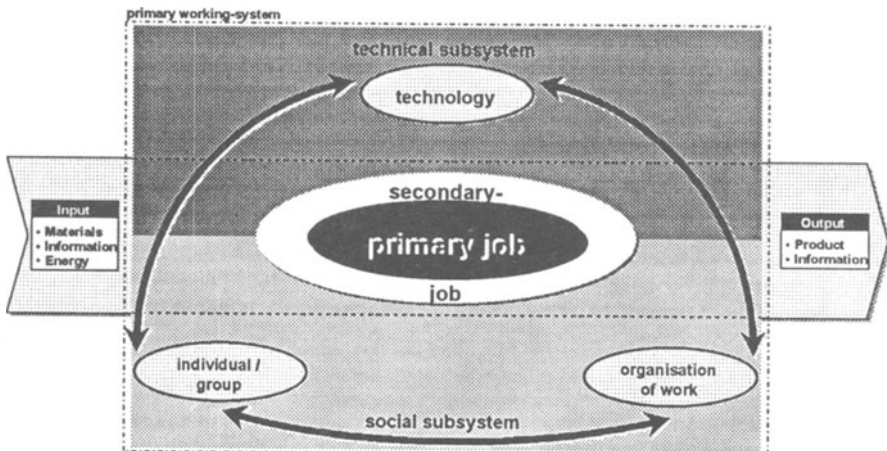 primary working-system
technical subsystem
technology
secondary-
primary job
job
Input
• Materials
• Information
• Energy
Output
• Product
• Information
individual /
group
organisation
of work
social subsystem